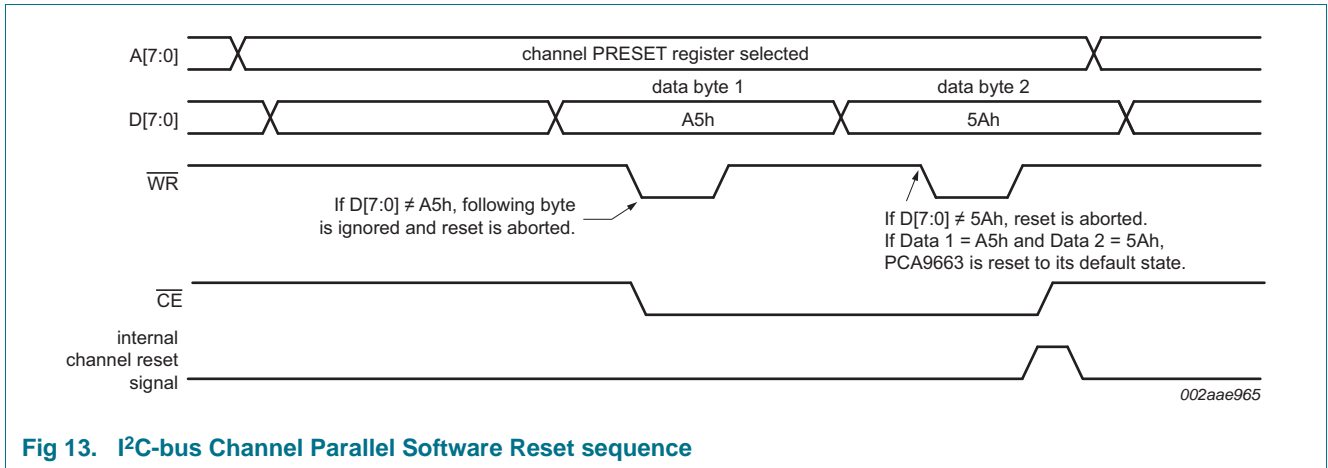 A[7:0]
channel PRESET register selected
data byte 1
data byte 2
D[7:0]
A5h
5Ah
WR
If D[7:0] ≠ A5h, following byte
is ignored and reset is aborted.
If D[7:0] ≠ 5Ah, reset is aborted.
If Data 1 = A5h and Data 2 = 5Ah,
PCA9663 is reset to its default state.
CE
internal
channel reset
signal
002aae965
Fig 13. I²C-bus Channel Parallel Software Reset sequence